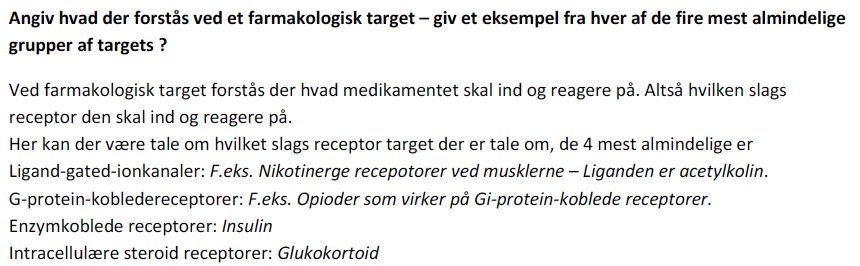 Angiv hvad der forstås ved et farmakologisk target – giv et eksempel fra hver af de fire mest almindelige
grupper af targets ?
Ved farmakologisk target forstås der hvad medikamentet skal ind og reagere på. Altså hvilken slags
receptor den skal ind og reagere på.
Her kan der være tale om hvilket slags receptor target der er tale om, de 4 mest almindelige er
Ligand-gated-ionkanaler: F.eks. Nikotinerge recepotorer ved musklerne – Liganden er acetylkolin.
G-protein-kobledereceptorer: F.eks. Opioder som virker på Gi-protein-koblede receptorer.
Enzymkoblede receptorer: Insulin
Intracellulære steroid receptorer: Glukokortoid